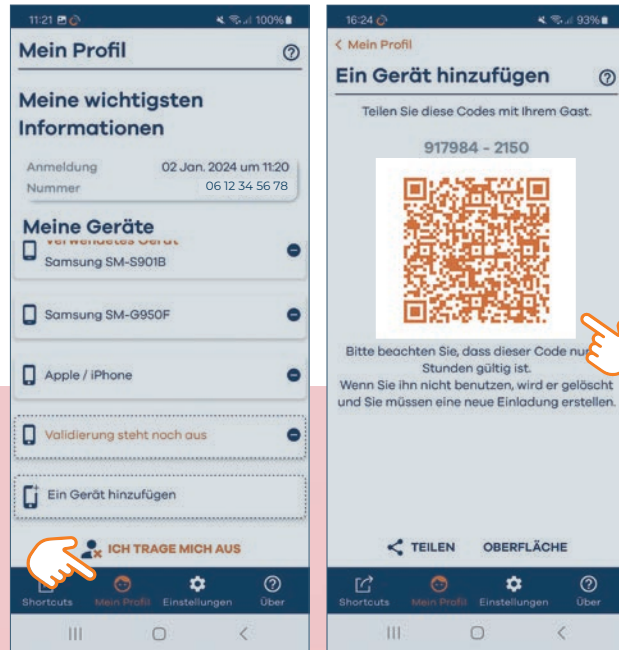 11:21
100%
Mein Profil
Meine wichtigsten
Informationen
Anmeldung 02 Jan. 2024 um 11:20
Nummer 06 12 34 56 78
Meine Geräte
Verwendetes Gerät
Samsung SM-S901B
Samsung SM-G950F
Apple / iPhone
Validierung steht noch aus
Ein Gerät hinzufügen
ICH TRAGE MICH AUS
Shortcuts Mein Profil Einstellungen Über
16:24
93%
< Mein Profil
Ein Gerät hinzufügen
Teilen Sie diese Codes mit Ihrem Gast.
917984 - 2150
Bitte beachten Sie, dass dieser Code
Stunden gültig ist.
Wenn Sie ihn nicht benutzen, wird er gelöscht
und Sie müssen eine neue Einladung erstellen.
TEILEN OBERFLÄCHE
Shortcuts Mein Profil Einstellungen Über